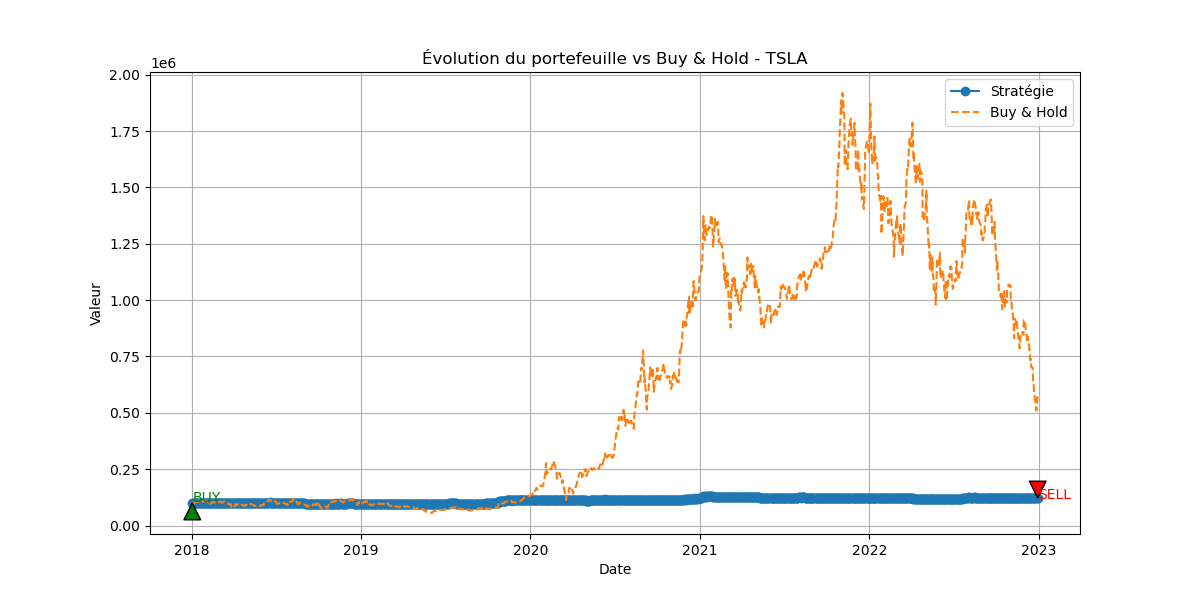 Évolution du portefeuille vs Buy & Hold - TSLA
1e6
2.00
1.75
1.50
1.25
1.00
0.75
0.50
0.25
0.00
Valeur
Stratégie
Buy & Hold
BUY
SELL
2018
2019
2020
2021
2022
2023
Date